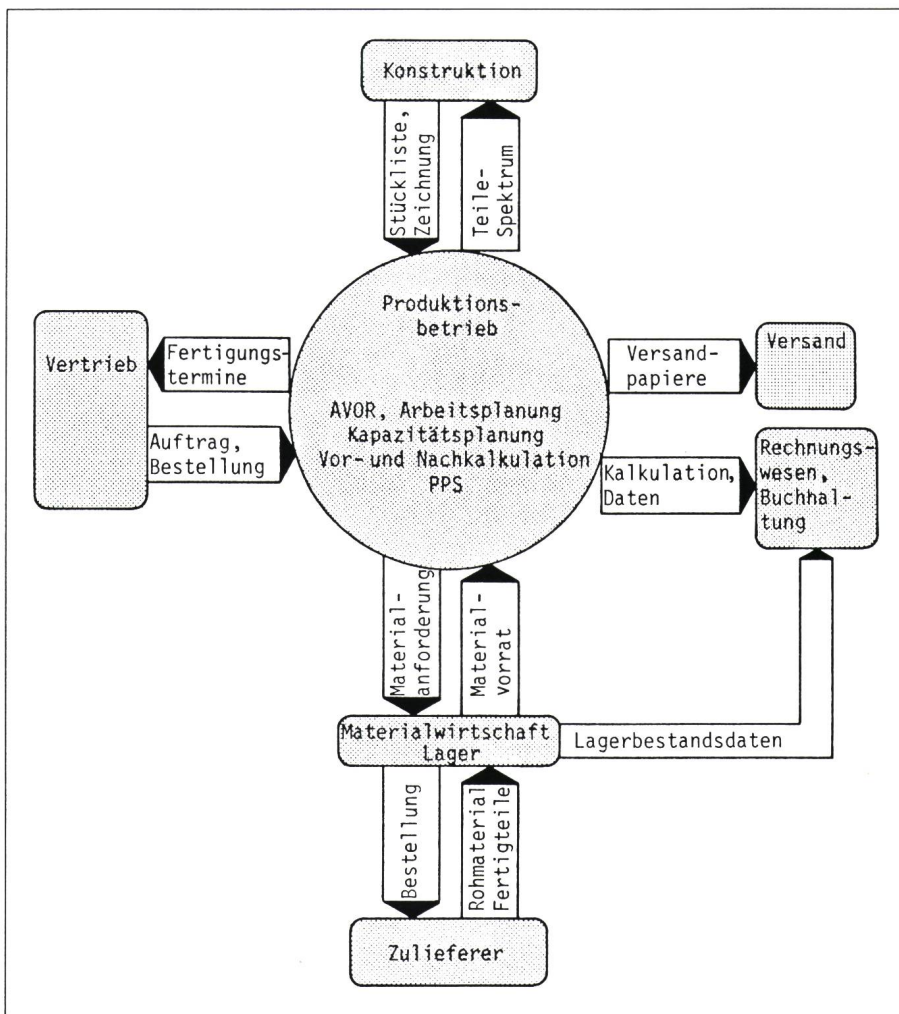 Konstruktion
Stückliste,
Zeichnung
Teile-
Spektrum
Produktions-
betrieb
AVOR, Arbeitsplanung
Kapazitätsplanung
Vor- und Nachkalkulation
PPS
Vertrieb
Fertigungs-
termine
Auftrag,
Bestellung
Versand-
papiere
Versand
Kalkulation,
Daten
Rechnungs-
wesen,
Buchhal-
tung
Material-
anforderung
Material-
vorrat
Materialwirtschaft
Lager
Lagerbestandsdaten
Bestellung
Rohmaterial
Fertigteile
Zulieferer